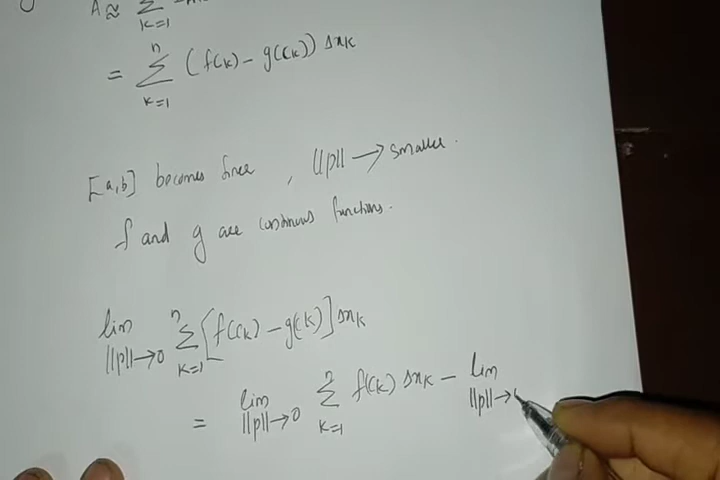 A ≈ n∑k=1
= n∑k=1 (f(ck) - g(ck)) Δxk
[a,b] becomes finer, ||p|| → smaller.
f and g are continuous functions.
lim ||p||→0 n∑k=1 [f(ck) - g(ck)] Δxk
= lim ||p||→0 n∑k=1 f(ck) Δxk - lim ||p||→